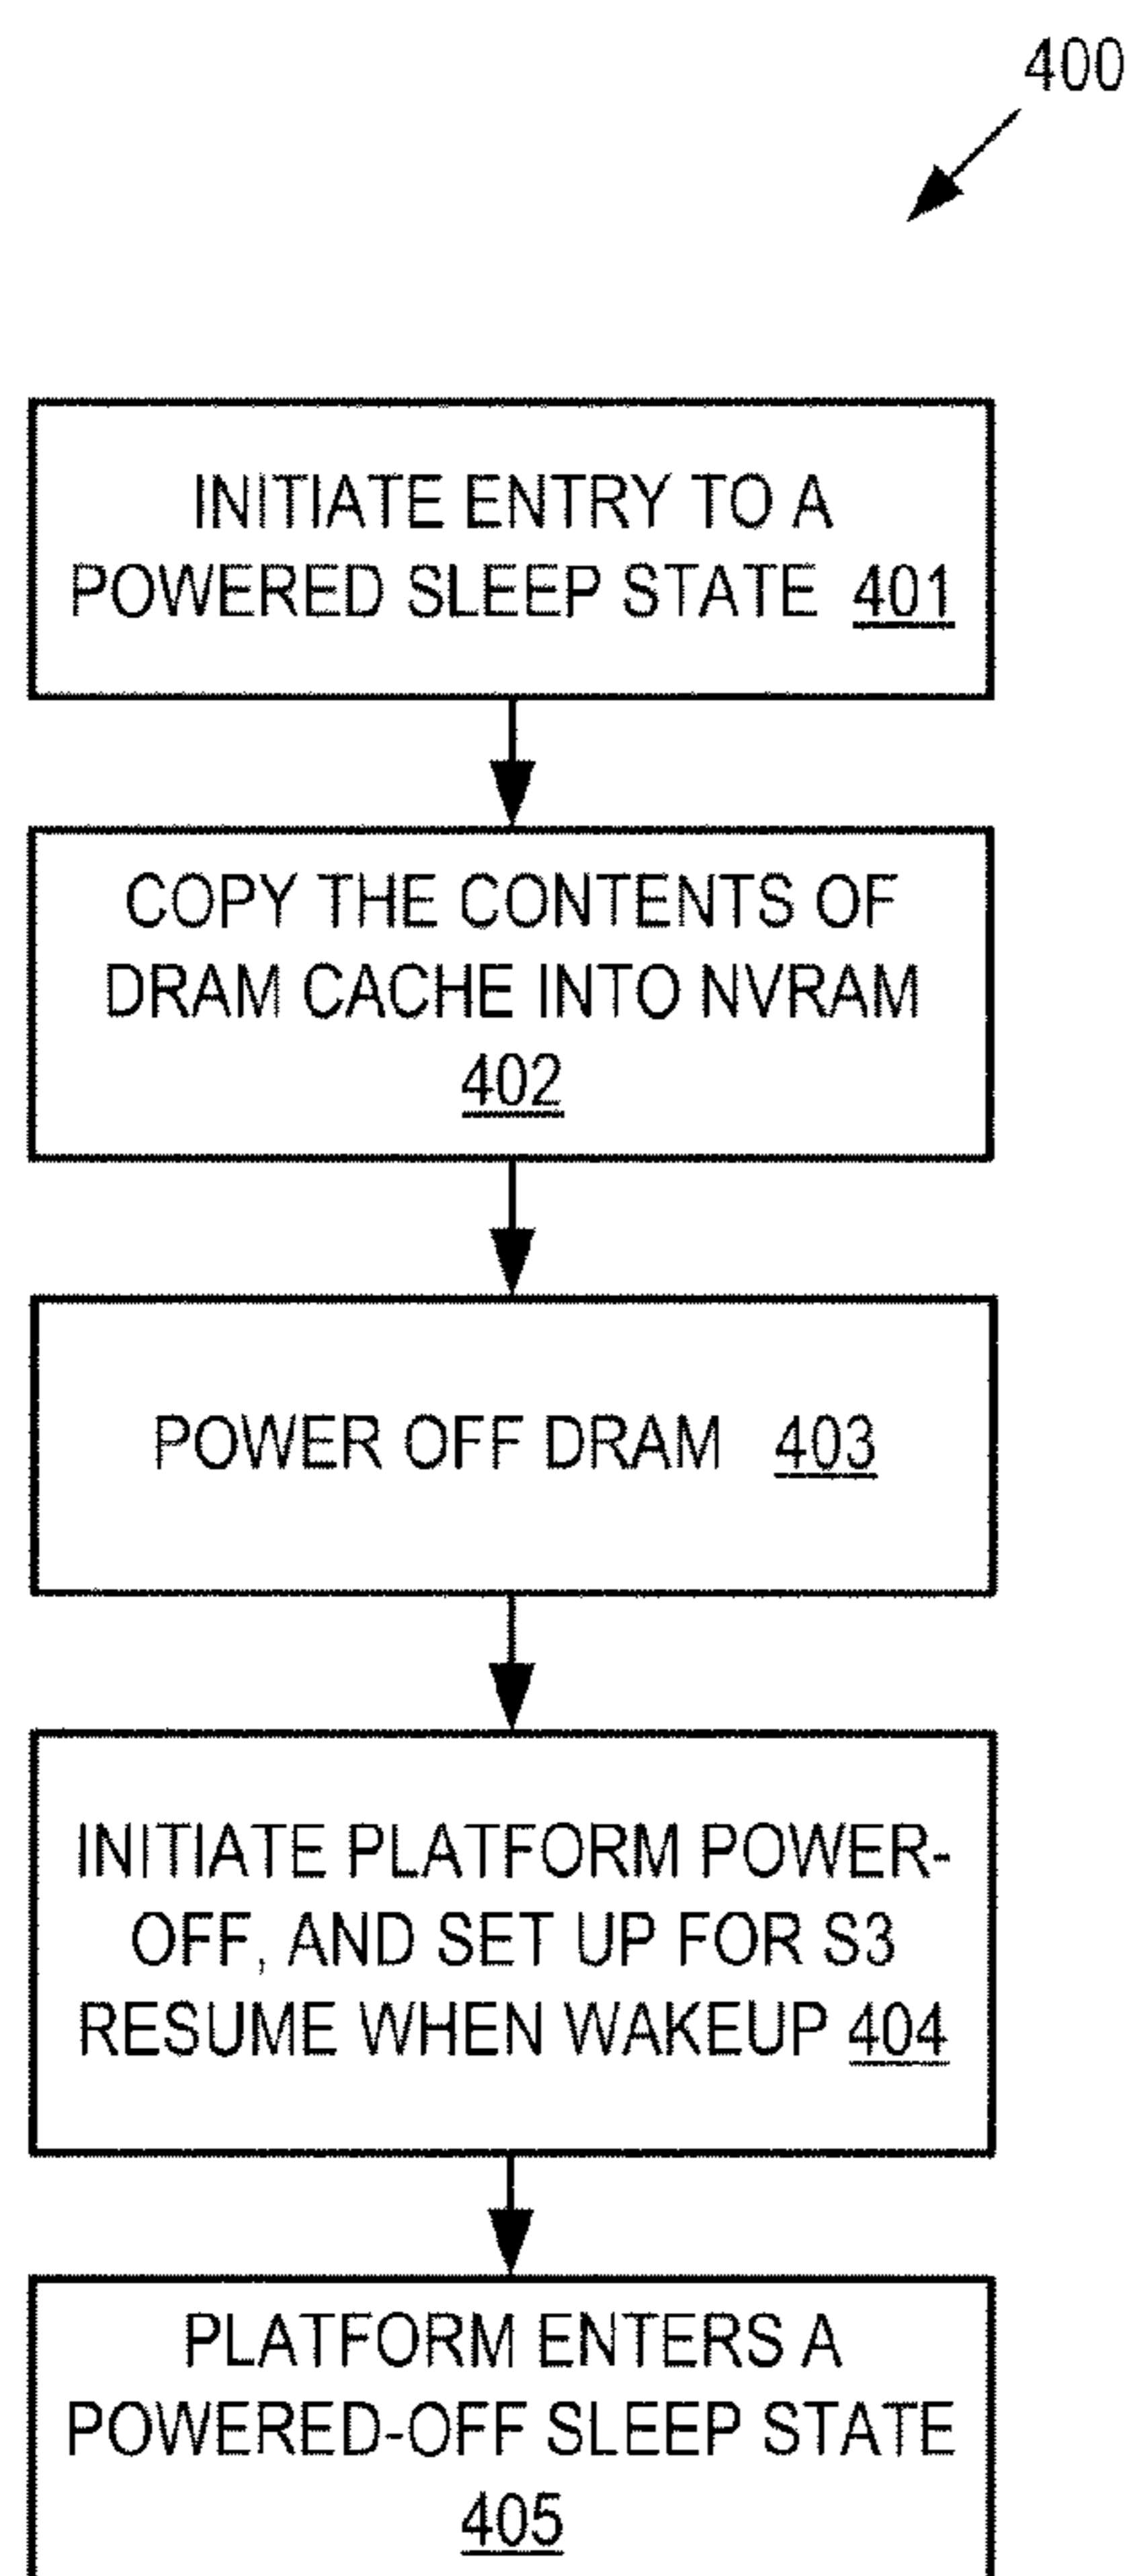 400
INITIATE ENTRY TO A
POWERED SLEEP STATE 401
COPY THE CONTENTS OF
DRAM CACHE INTO NVRAM
402
POWER OFF DRAM 403
INITIATE PLATFORM POWER-
OFF, AND SET UP FOR S3
RESUME WHEN WAKEUP 404
PLATFORM ENTERS A
POWERED-OFF SLEEP STATE
405